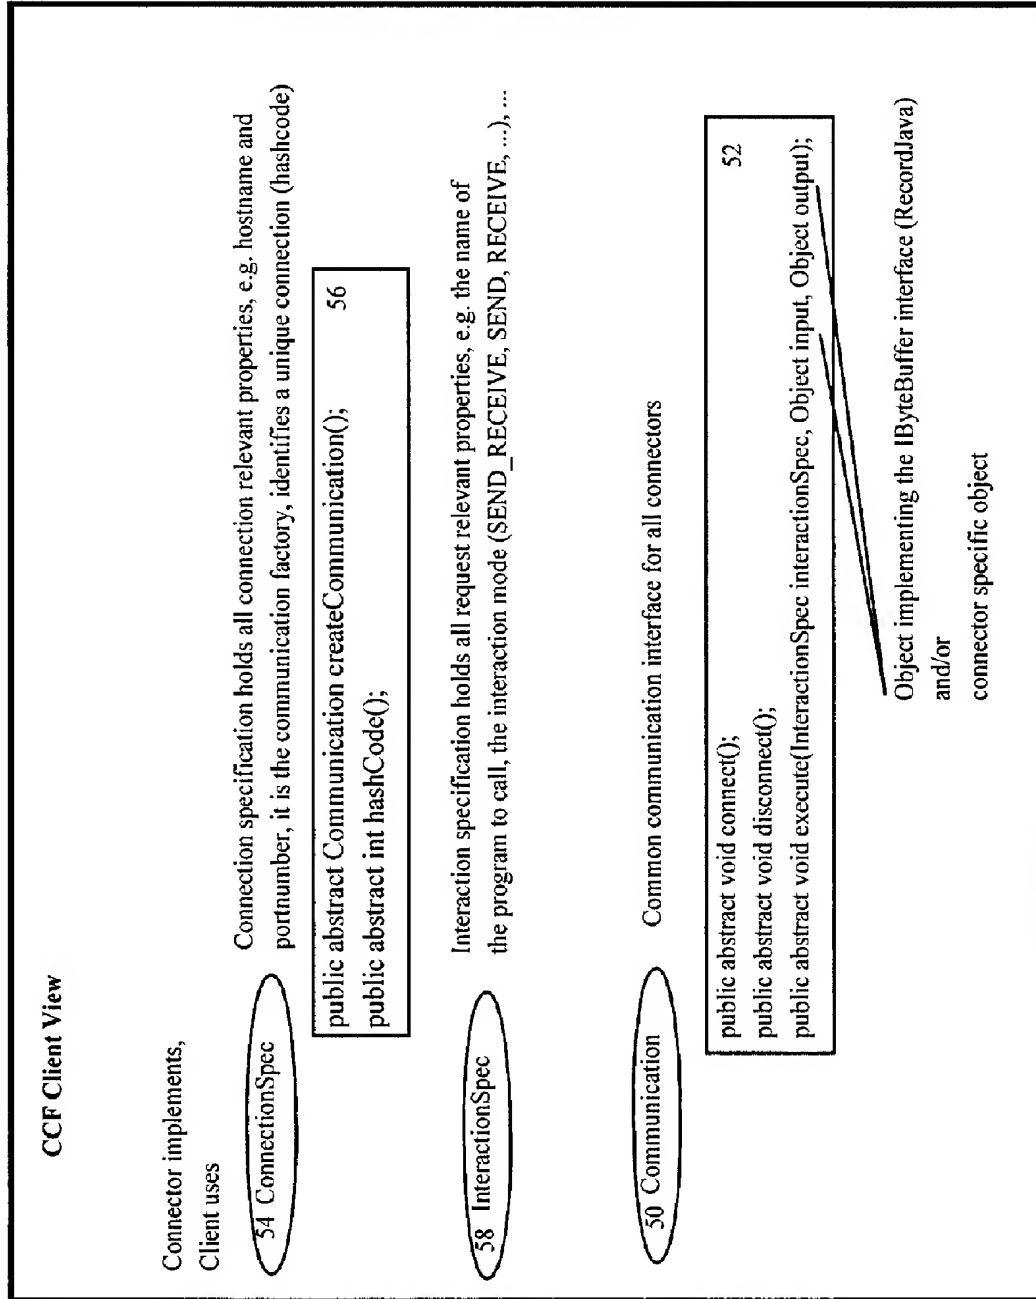 CCF Client View
Connector implements,
Client uses
54 ConnectionSpec
Connection specification holds all connection relevant properties, e.g. hostname and
portnumber, it is the communication factory, identifies a unique connection (hashcode)
public abstract Communication createCommunication(); 56
public abstract int hashCode();
58 InteractionSpec
Interaction specification holds all request relevant properties, e.g. the name of
the program to call, the interaction mode (SEND_RECEIVE, SEND, RECEIVE, ...), ...
50 Communication
Common communication interface for all connectors
public abstract void connect(); 52
public abstract void disconnect();
public abstract void execute(InteractionSpec interactionSpec, Object input, Object output);
Object implementing the IByteBuffer interface (RecordJava)
and/or
connector specific object